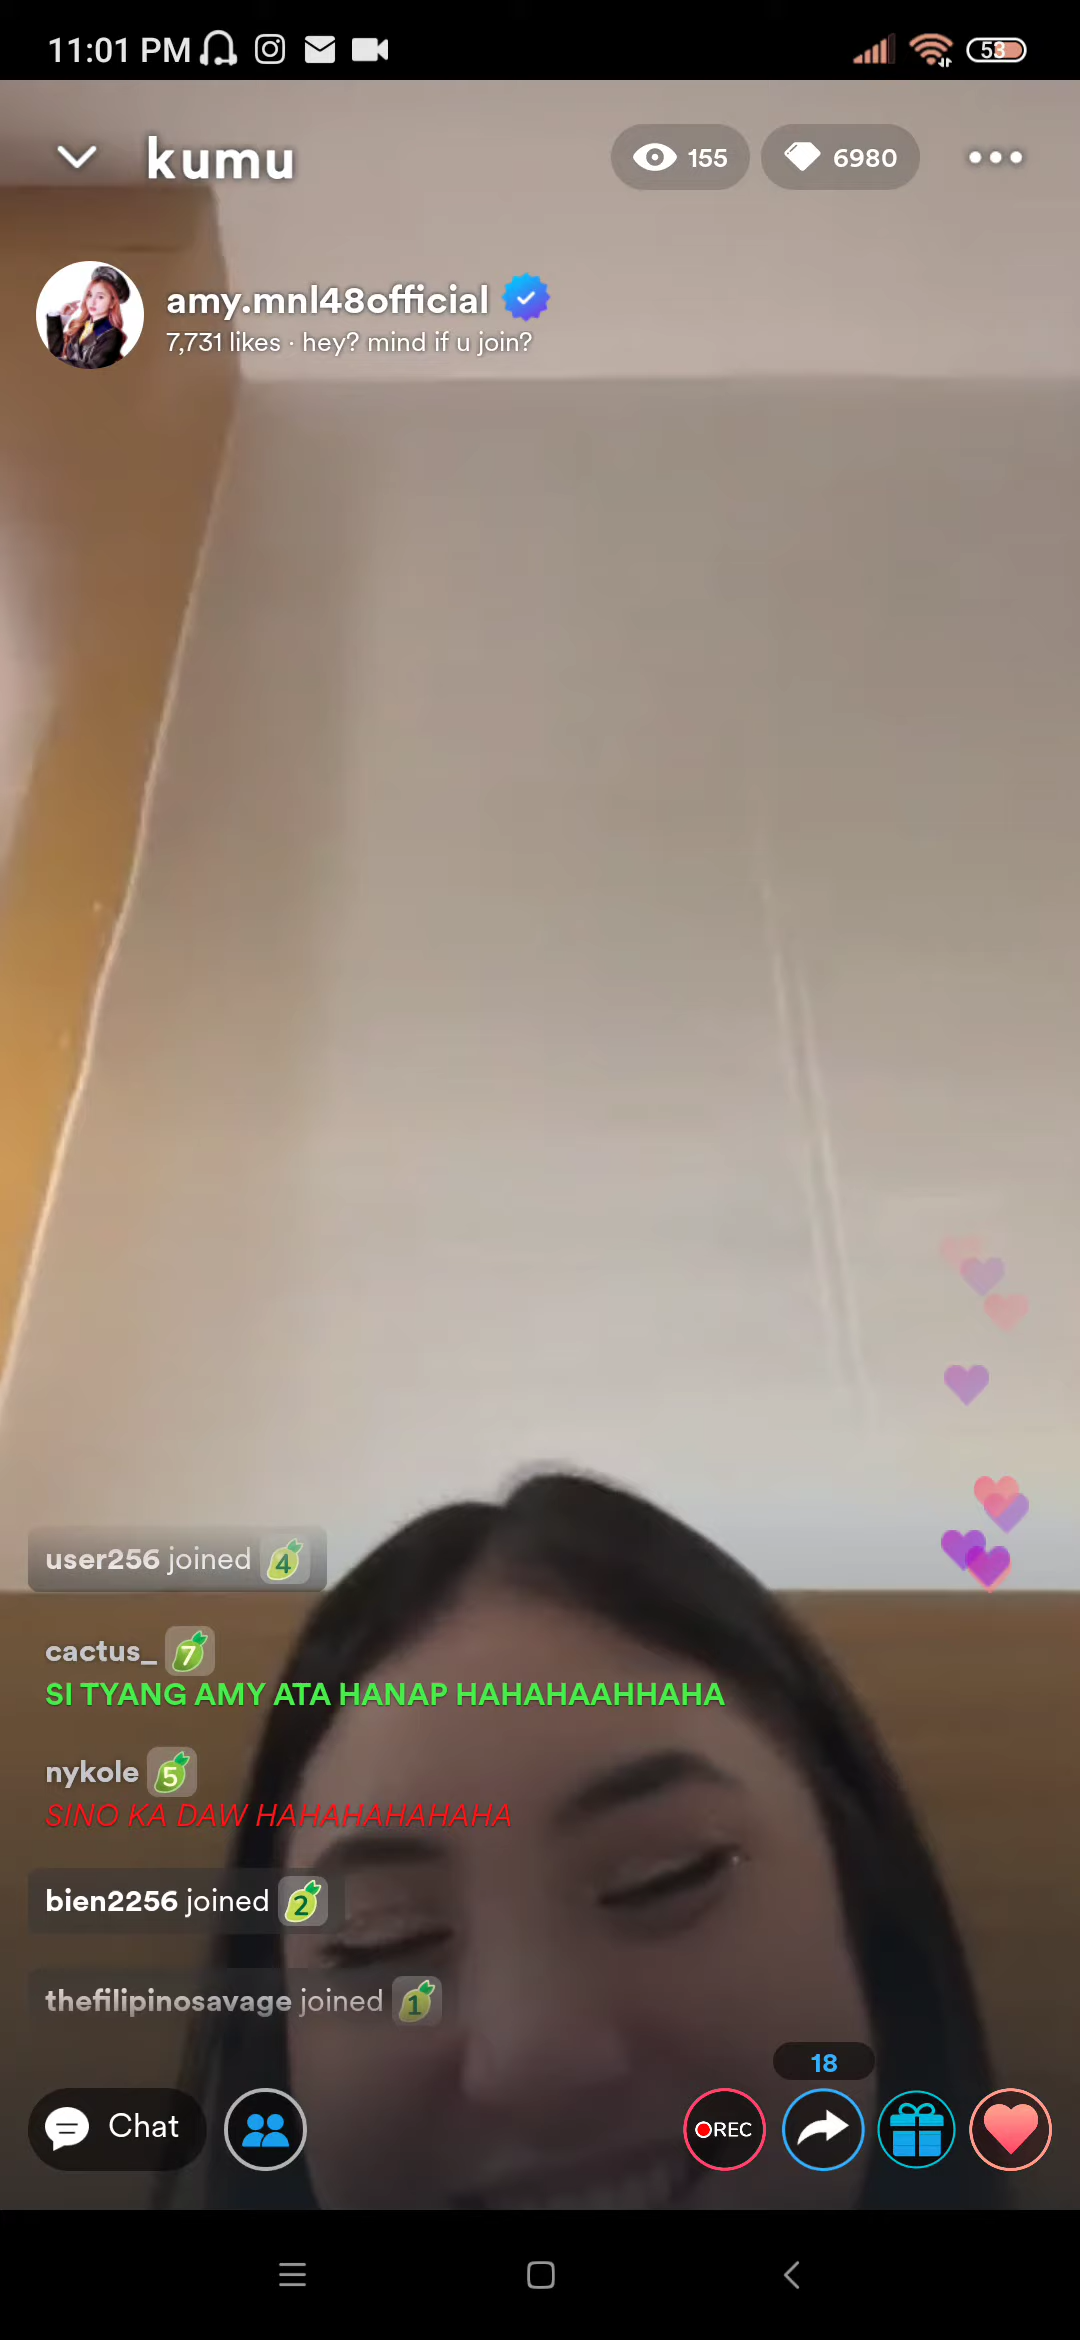 11:01 PM
53
kumu
155
6980
amy.mnl48official
7,731 likes · hey? mind if u join?
user256 joined 4
cactus_ 7
SI TYANG AMY ATA HANAP HAHAHAAHHAHA
nykole 5
SINO KA DAW HAHAHAHAHAHA
bien2256 joined 2
thefilipinosavage joined 1
18
Chat
REC